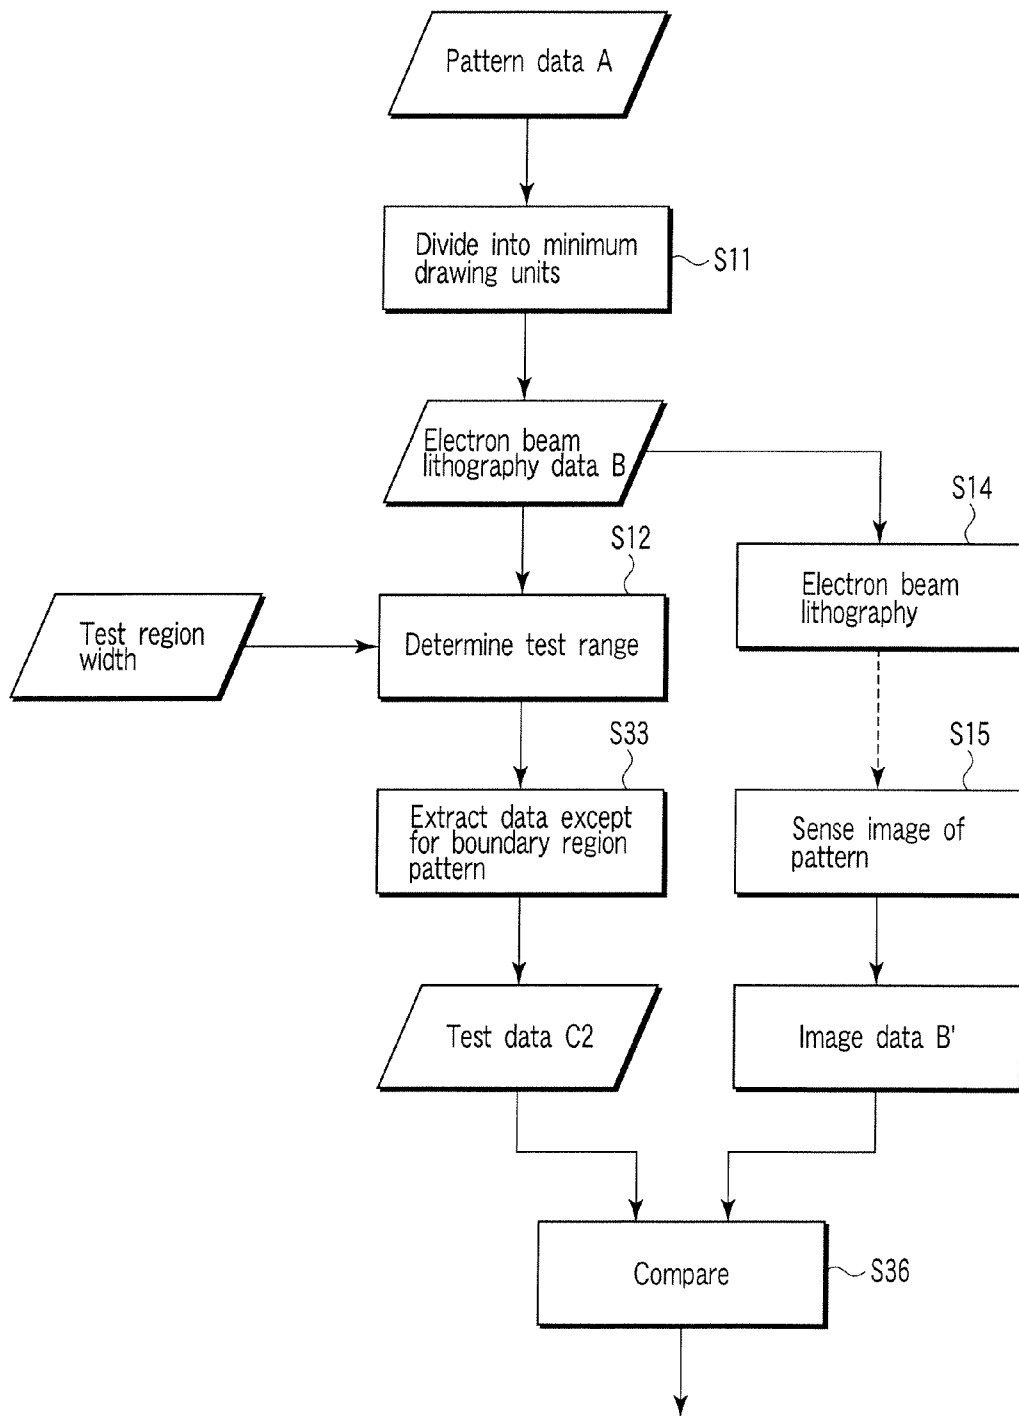 Pattern data A
Divide into minimum
drawing units
S11
Electron beam
lithography data B
S14
S12
Electron beam
lithography
Test region
width
Determine test range
S33
S15
Extract data except
for boundary region
pattern
Sense image of
pattern
Test data C2
Image data B'
Compare
S36